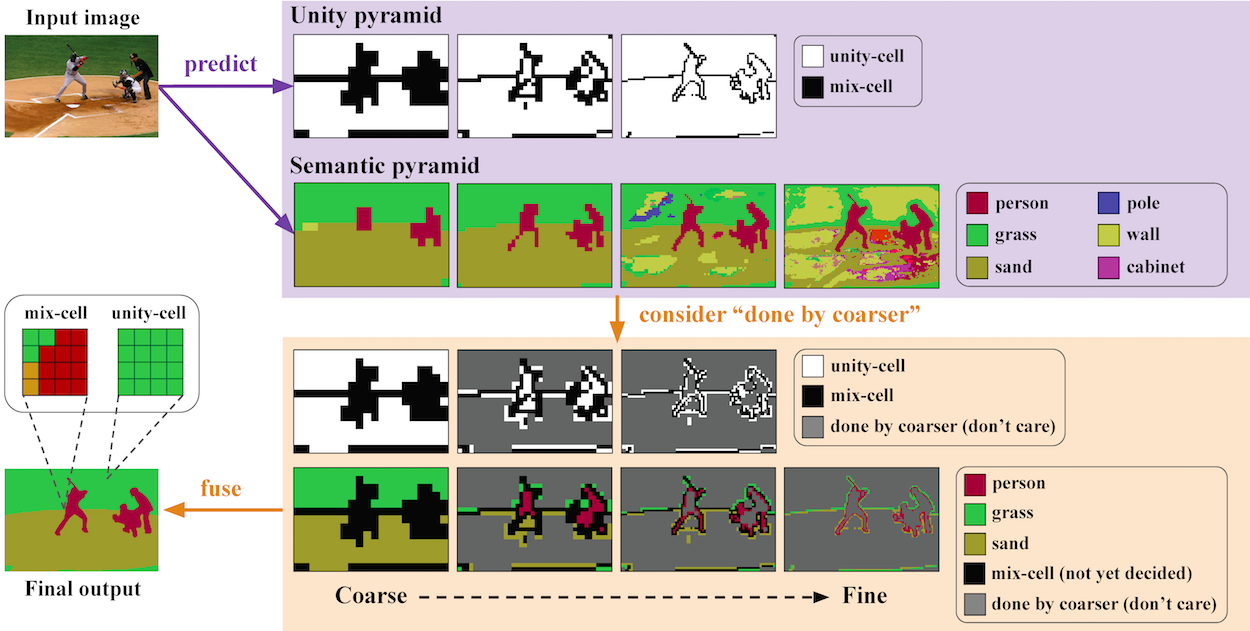 Input image
Unity pyramid
predict
unity-cell
mix-cell
Semantic pyramid
person
pole
grass
wall
sand
cabinet
consider “done by coarser”
mix-cell
unity-cell
unity-cell
mix-cell
done by coarser (don’t care)
fuse
person
grass
sand
mix-cell (not yet decided)
done by coarser (don’t care)
Final output
Coarse
Fine